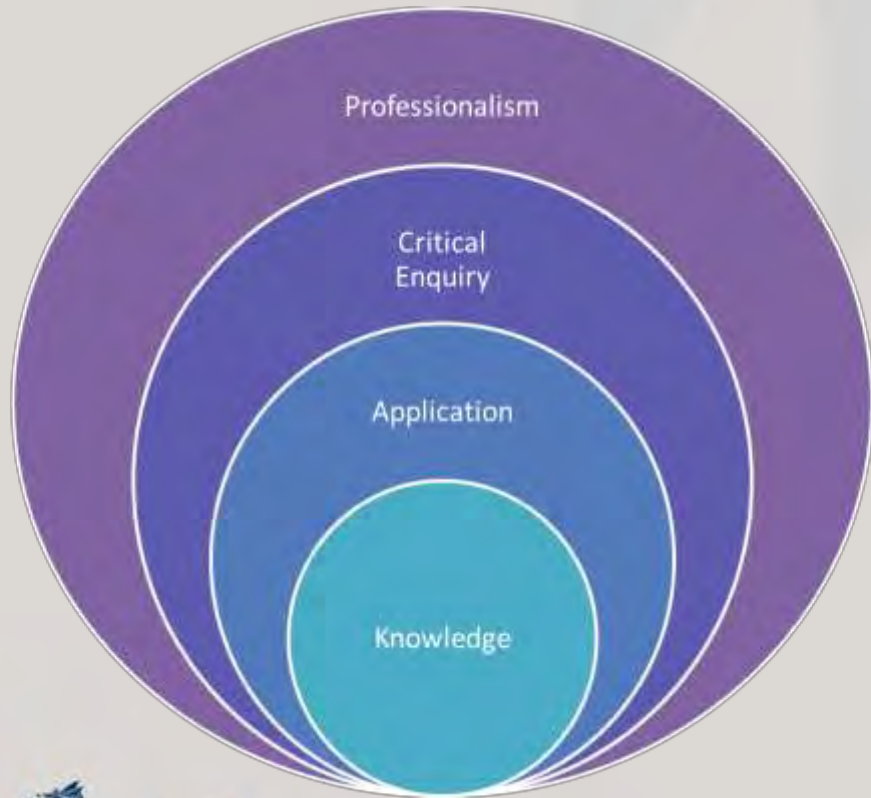 Professionalism
Critical
Enquiry
Application
Knowledge